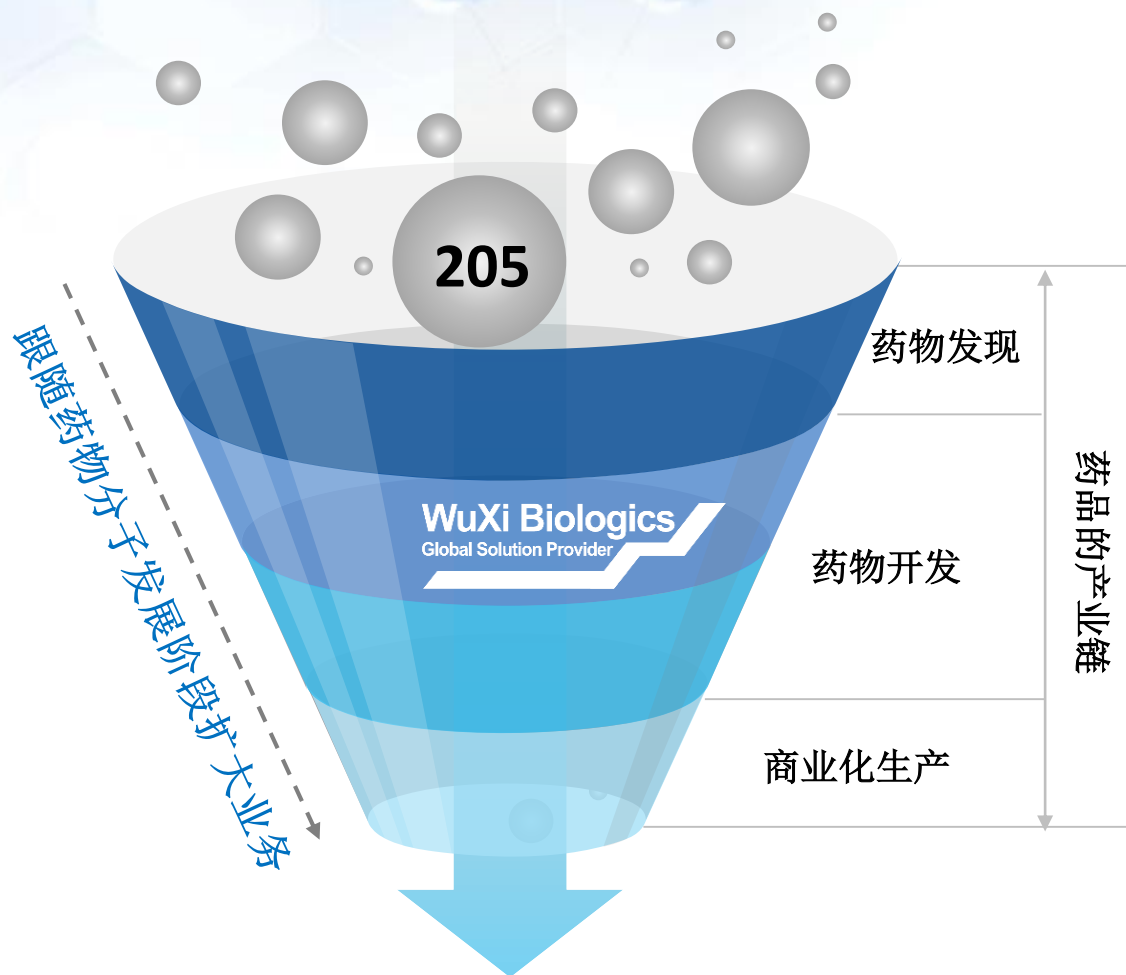 205
药物发现
跟随药物分子发展阶段扩大业务
WuXi Biologics
Global Solution Provider
药物开发
药品的产业链
商业化生产